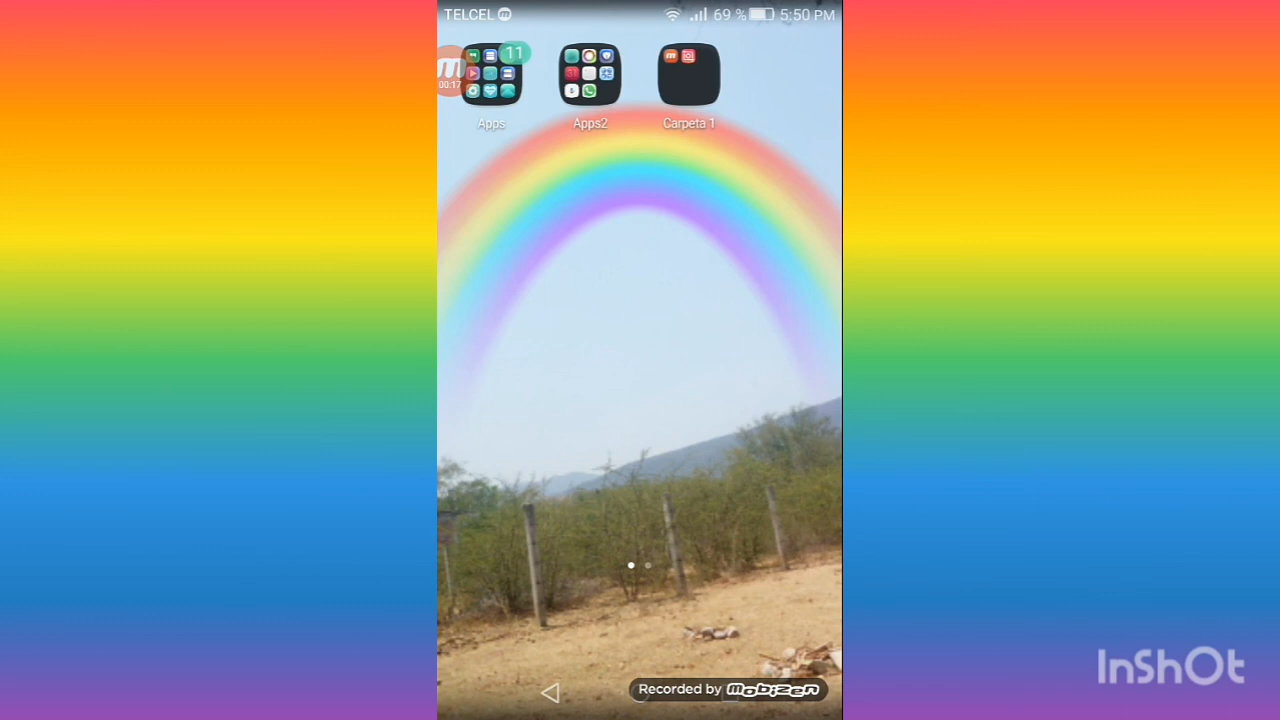 TELCEL 69 % 5:50 PM
11
00:17
Apps Apps2 Carpeta 1
Recorded by Mobizen
InShOt